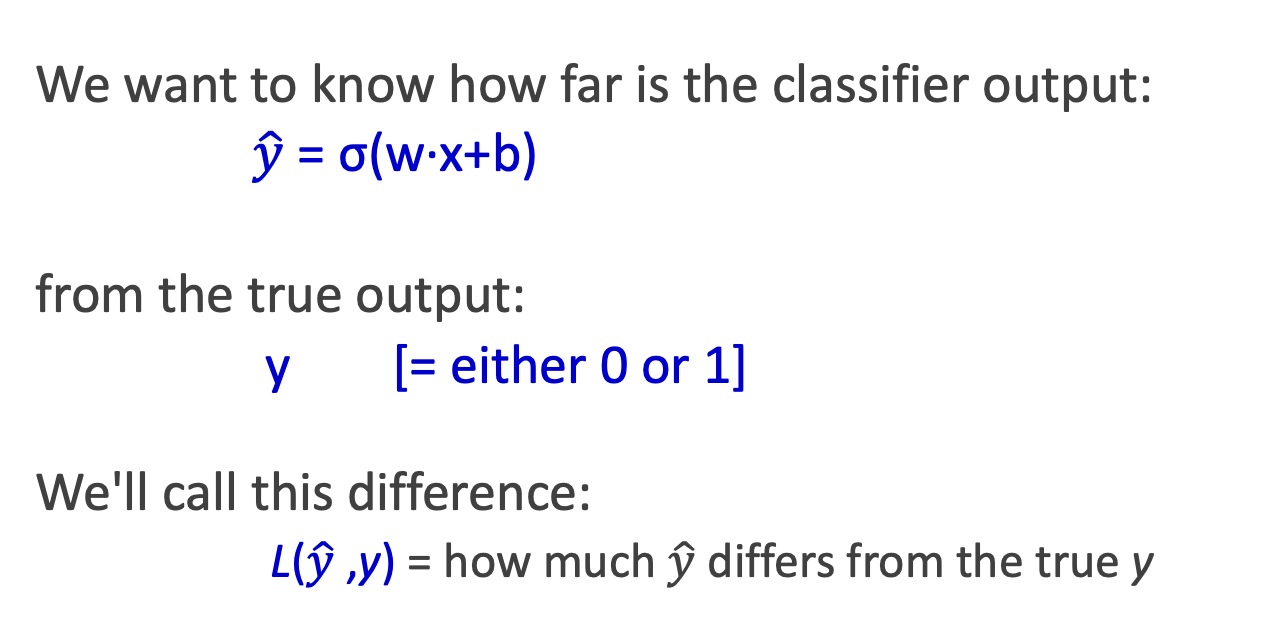 We want to know how far is the classifier output:
ŷ = σ(w·x+b)
from the true output:
y [= either 0 or 1]
We'll call this difference:
L(ŷ ,y) = how much ŷ differs from the true y